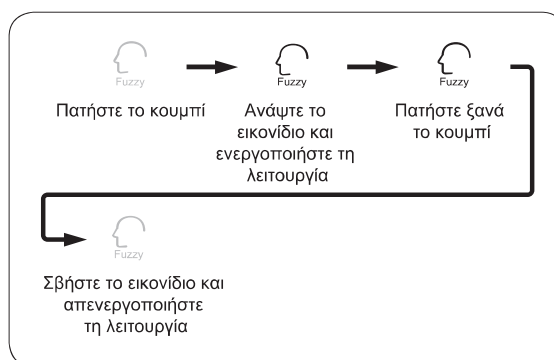 Fuzzy
Πατήστε το κουμπί
Fuzzy
Ανάψτε το
εικονίδιο και
ενεργοποιήστε τη
λειτουργία
Fuzzy
Πατήστε ξανά
το κουμπί
Fuzzy
Σβήστε το εικονίδιο και
απενεργοποιήστε
τη λειτουργία